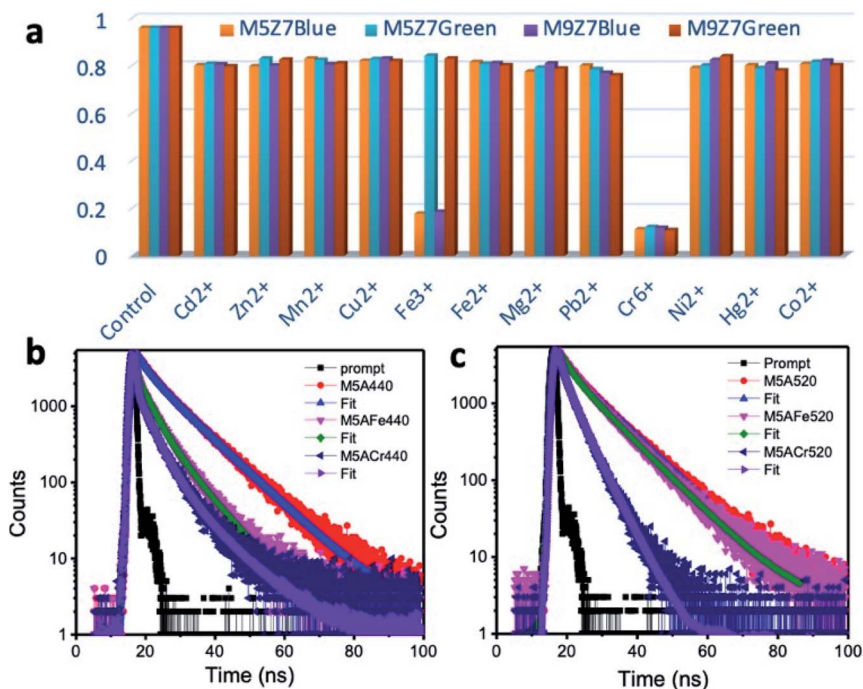 a
M5Z7Blue M5Z7Green M9Z7Blue M9Z7Green
1
0.8
0.6
0.4
0.2
0
Control Cd2+ Zn2+ Mn2+ Cu2+ Fe3+ Fe2+ Mg2+ Pb2+ Cr6+ Ni2+ Hg2+ Co2+
b
prompt
M5A440
Fit
M5AFe440
Fit
M5ACr440
Fit
1000
100
10
1
Counts
0 20 40 60 80 100
Time (ns)
c
Prompt
M5A520
Fit
M5AFe520
Fit
M5ACr520
Fit
1000
100
10
1
Counts
0 20 40 60 80 100
Time (ns)